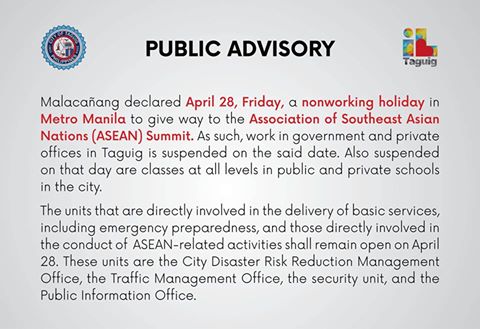 PUBLIC ADVISORY
Taguig
Malacañang declared April 28, Friday, a nonworking holiday in
Metro Manila to give way to the Association of Southeast Asian
Nations (ASEAN) Summit. As such, work in government and private
offices in Taguig is suspended on the said date. Also suspended
on that day are classes at all levels in public and private schools
in the city.
The units that are directly involved in the delivery of basic services,
including emergency preparedness, and those directly involved in
the conduct of ASEAN-related activities shall remain open on April
28. These units are the City Disaster Risk Reduction Management
Office, the Traffic Management Office, the security unit, and the
Public Information Office.